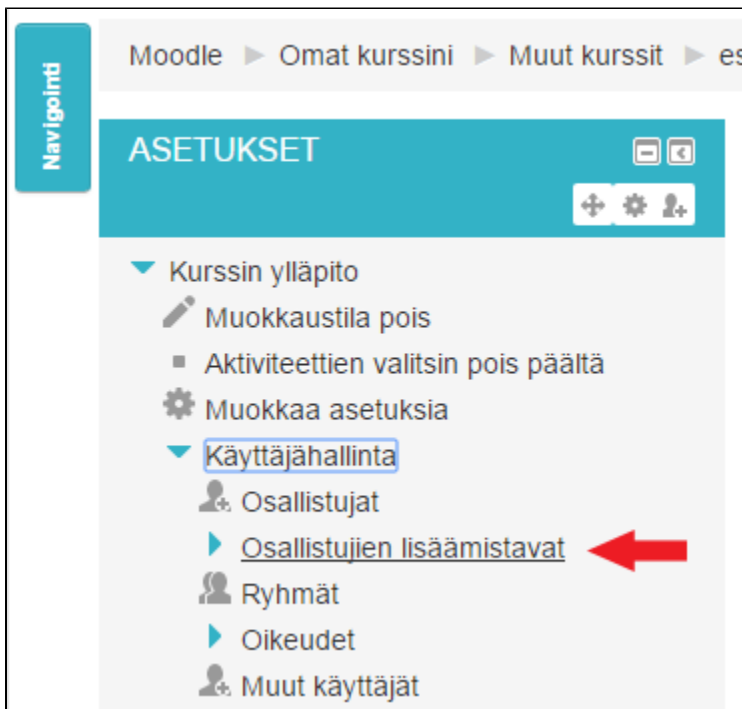 Navigointi
Moodle ► Omat kurssini ► Muut kurssit ► es
ASETUKSET
Kurssin ylläpito
Muokkaustila pois
Aktiviteettien valitsin pois päältä
Muokkaa asetuksia
Käyttäjähallinta
Osallistujat
Osallistujien lisäämistavat
Ryhmät
Oikeudet
Muut käyttäjät